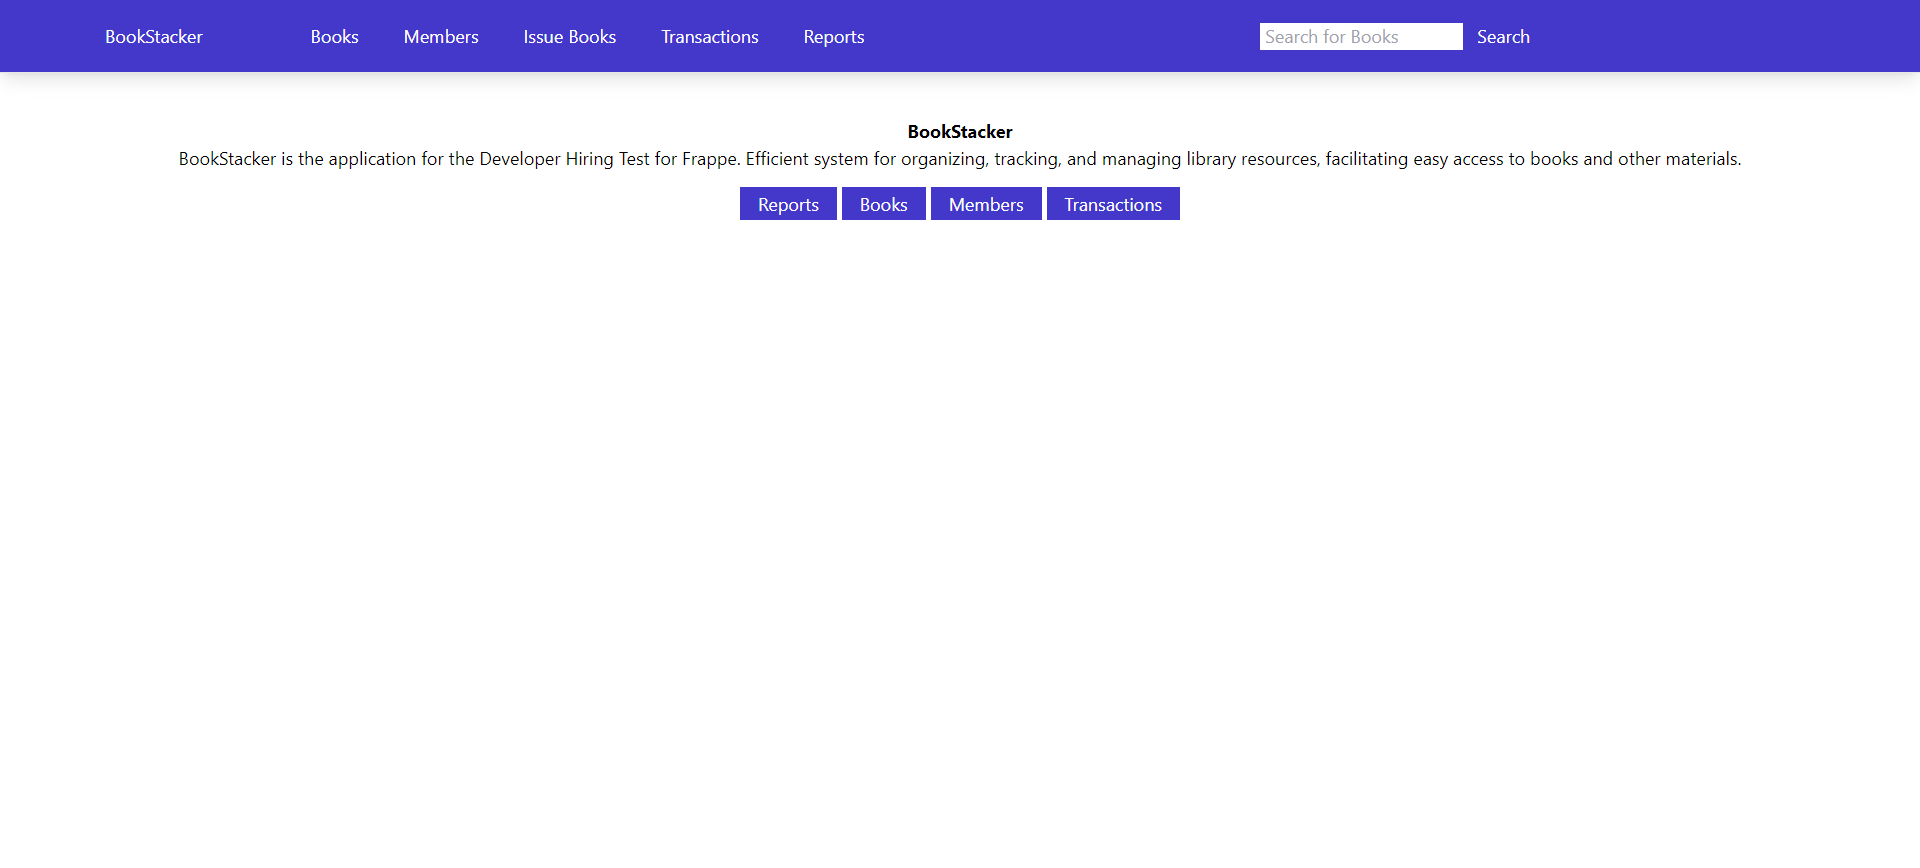 BookStacker Books Members Issue Books Transactions Reports Search for Books Search
BookStacker
BookStacker is the application for the Developer Hiring Test for Frappe. Efficient system for organizing, tracking, and managing library resources, facilitating easy access to books and other materials.
Reports Books Members Transactions